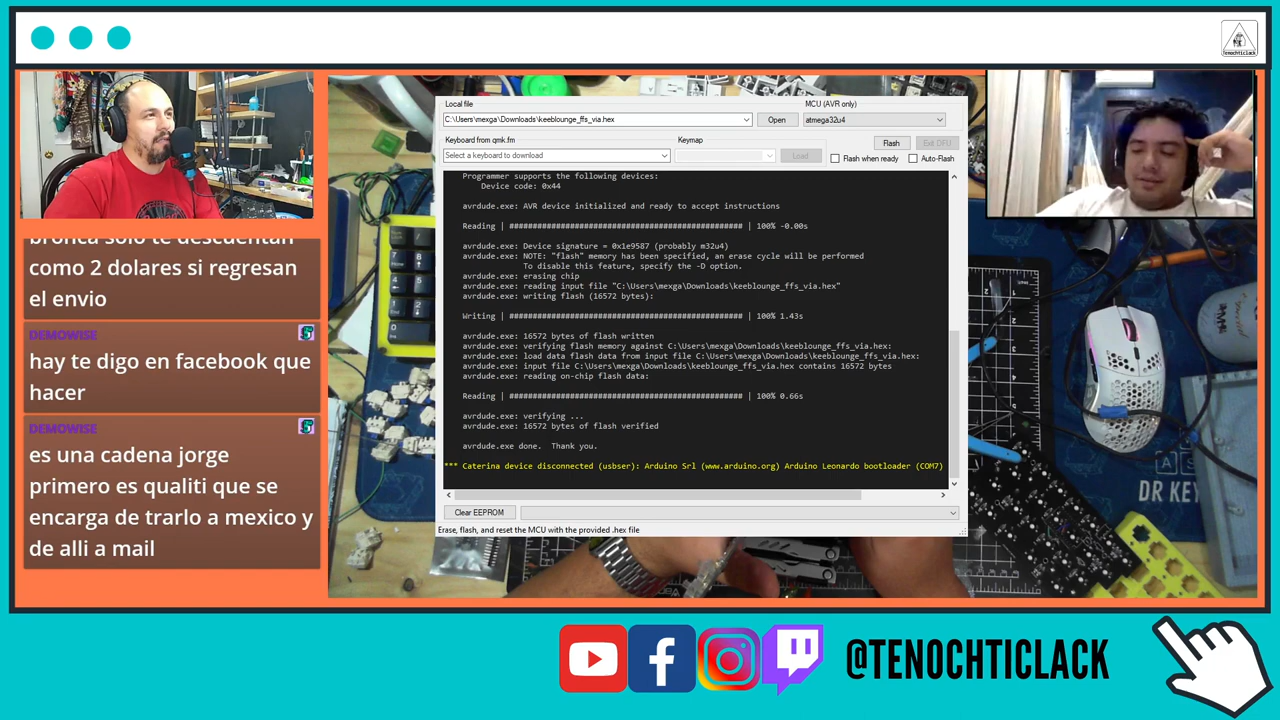 Tenochticlack
bronca solo te descuentan
como 2 dolares si regresan
el envio
DEMOWISE
hay te digo en facebook que
hacer
DEMOWISE
es una cadena jorge
primero es qualiti que se
encarga de trarlo a mexico y
de alli a mail
Local file
MCU (AVR only)
C:\Users\mexga\Downloads\keeblounge_ffs_via.hex
Open
atmega32u4
Keyboard from qmk.fm
Keymap
Flash
Exit DFU
Select a keyboard to download
Load
Flash when ready
Auto-Flash
Programmer supports the following devices:
Device code: 0x44
avrdude.exe: AVR device initialized and ready to accept instructions
Reading | ################################################## | 100% -0.00s
avrdude.exe: Device signature = 0x1e9587 (probably m32u4)
avrdude.exe: NOTE: "flash" memory has been specified, an erase cycle will be performed
To disable this feature, specify the -D option.
avrdude.exe: erasing chip
avrdude.exe: reading input file "C:\Users\mexga\Downloads\keeblounge_ffs_via.hex"
avrdude.exe: writing flash (16572 bytes):
Writing | ################################################## | 100% 1.43s
avrdude.exe: 16572 bytes of flash written
avrdude.exe: verifying flash memory against C:\Users\mexga\Downloads\keeblounge_ffs_via.hex:
avrdude.exe: load data flash data from input file C:\Users\mexga\Downloads\keeblounge_ffs_via.hex:
avrdude.exe: input file C:\Users\mexga\Downloads\keeblounge_ffs_via.hex contains 16572 bytes
avrdude.exe: reading on-chip flash data:
Reading | ################################################## | 100% 0.66s
avrdude.exe: verifying ...
avrdude.exe: 16572 bytes of flash verified
avrdude.exe done.  Thank you.
*** Caterina device disconnected (usbser): Arduino Srl (www.arduino.org) Arduino Leonardo bootloader (COM7)
Clear EEPROM
Erase, flash, and reset the MCU with the provided .hex file
DR KEY
@TENOCHTICLACK